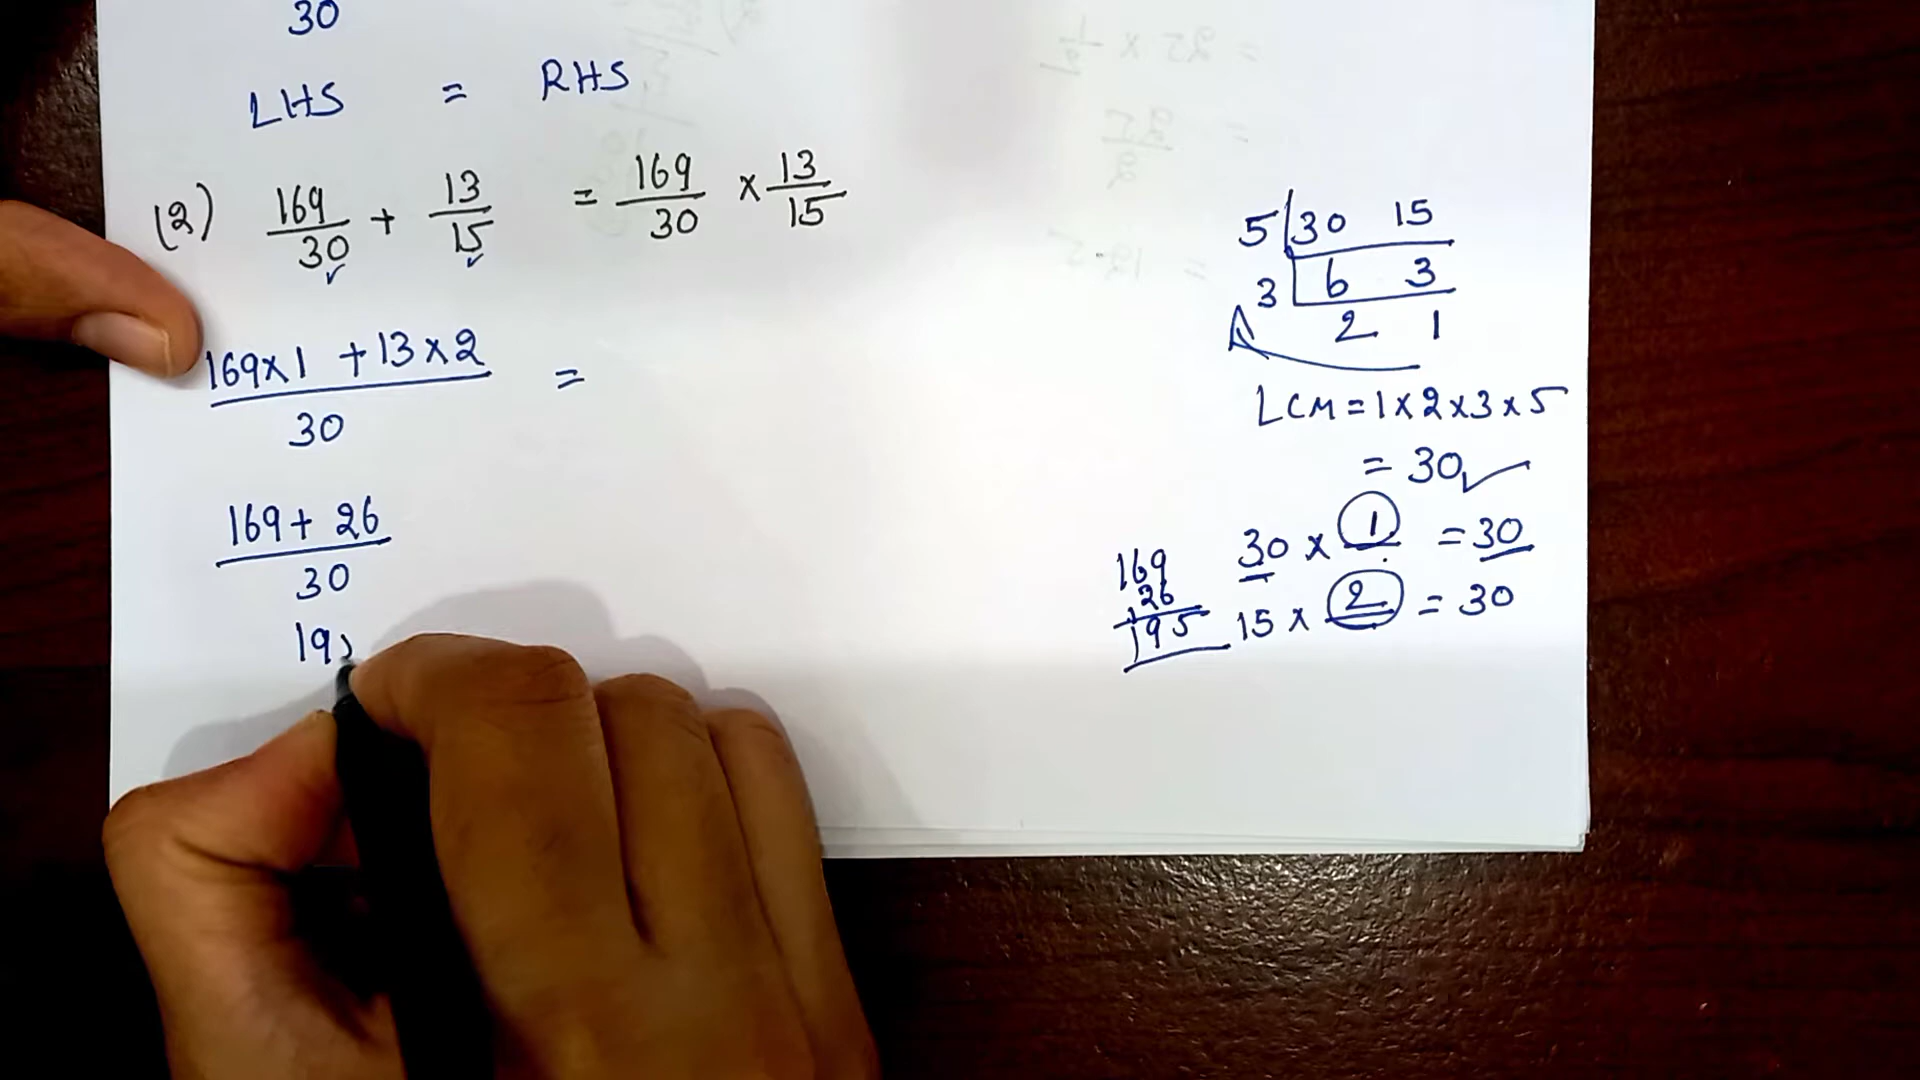 30
LHS = RHS
(2) 169/30 + 13/15 = 169/30 × 13/15
169×1 + 13×2 / 30 =
169 + 26 / 30
19
5 | 30 15
3 | 6 3
2 1
LCM = 1×2×3×5
= 30
30 × 1 = 30
15 × 2 = 30
169
26
195